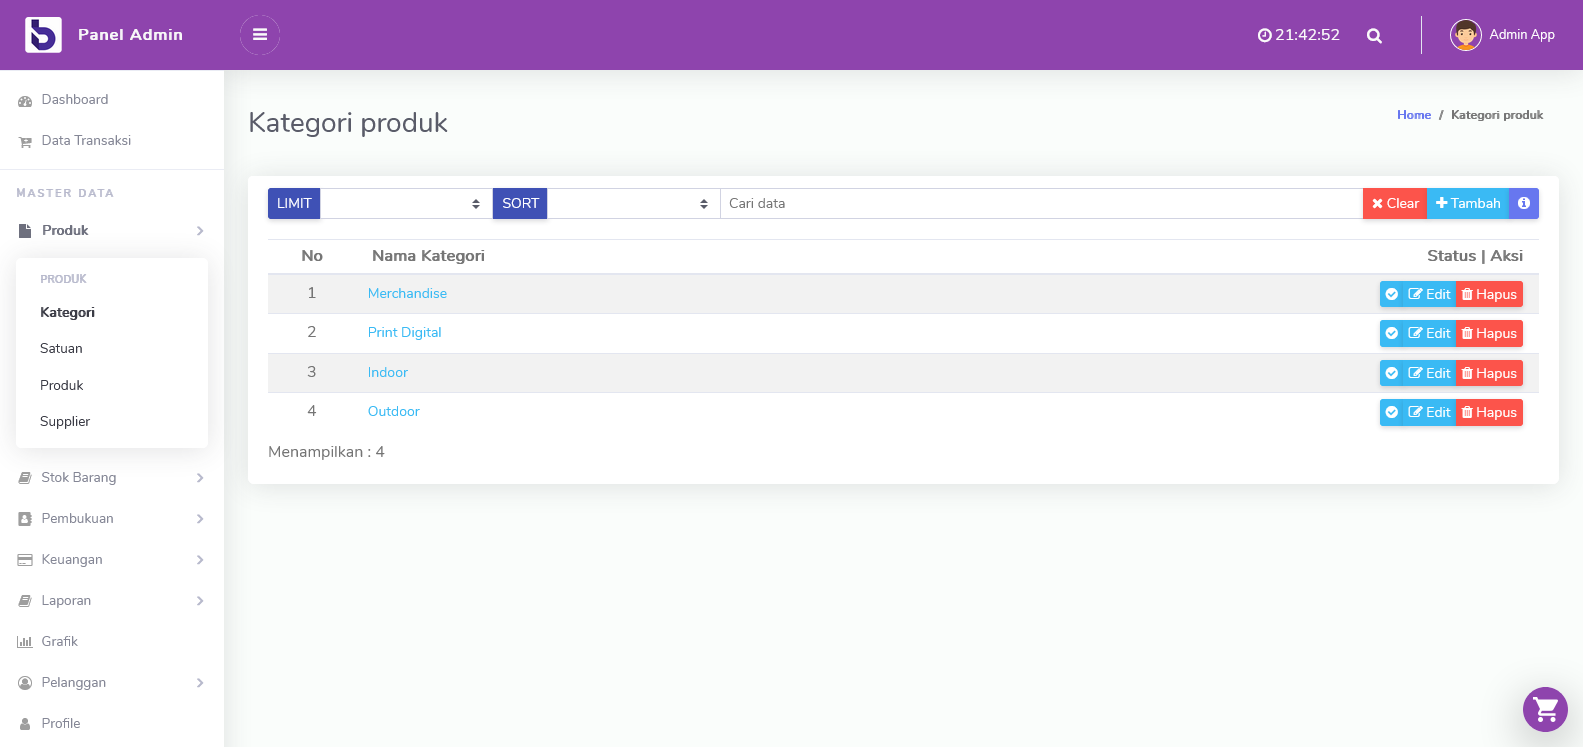 Panel Admin
21:42:52
Admin App
Dashboard
Data Transaksi
MASTER DATA
Produk
PRODUK
Kategori
Satuan
Produk
Supplier
Stok Barang
Pembukuan
Keuangan
Laporan
Grafik
Pelanggan
Profile
Kategori produk
Home / Kategori produk
LIMIT SORT Cari data Clear Tambah
No Nama Kategori Status | Aksi
1 Merchandise Edit Hapus
2 Print Digital Edit Hapus
3 Indoor Edit Hapus
4 Outdoor Edit Hapus
Menampilkan : 4